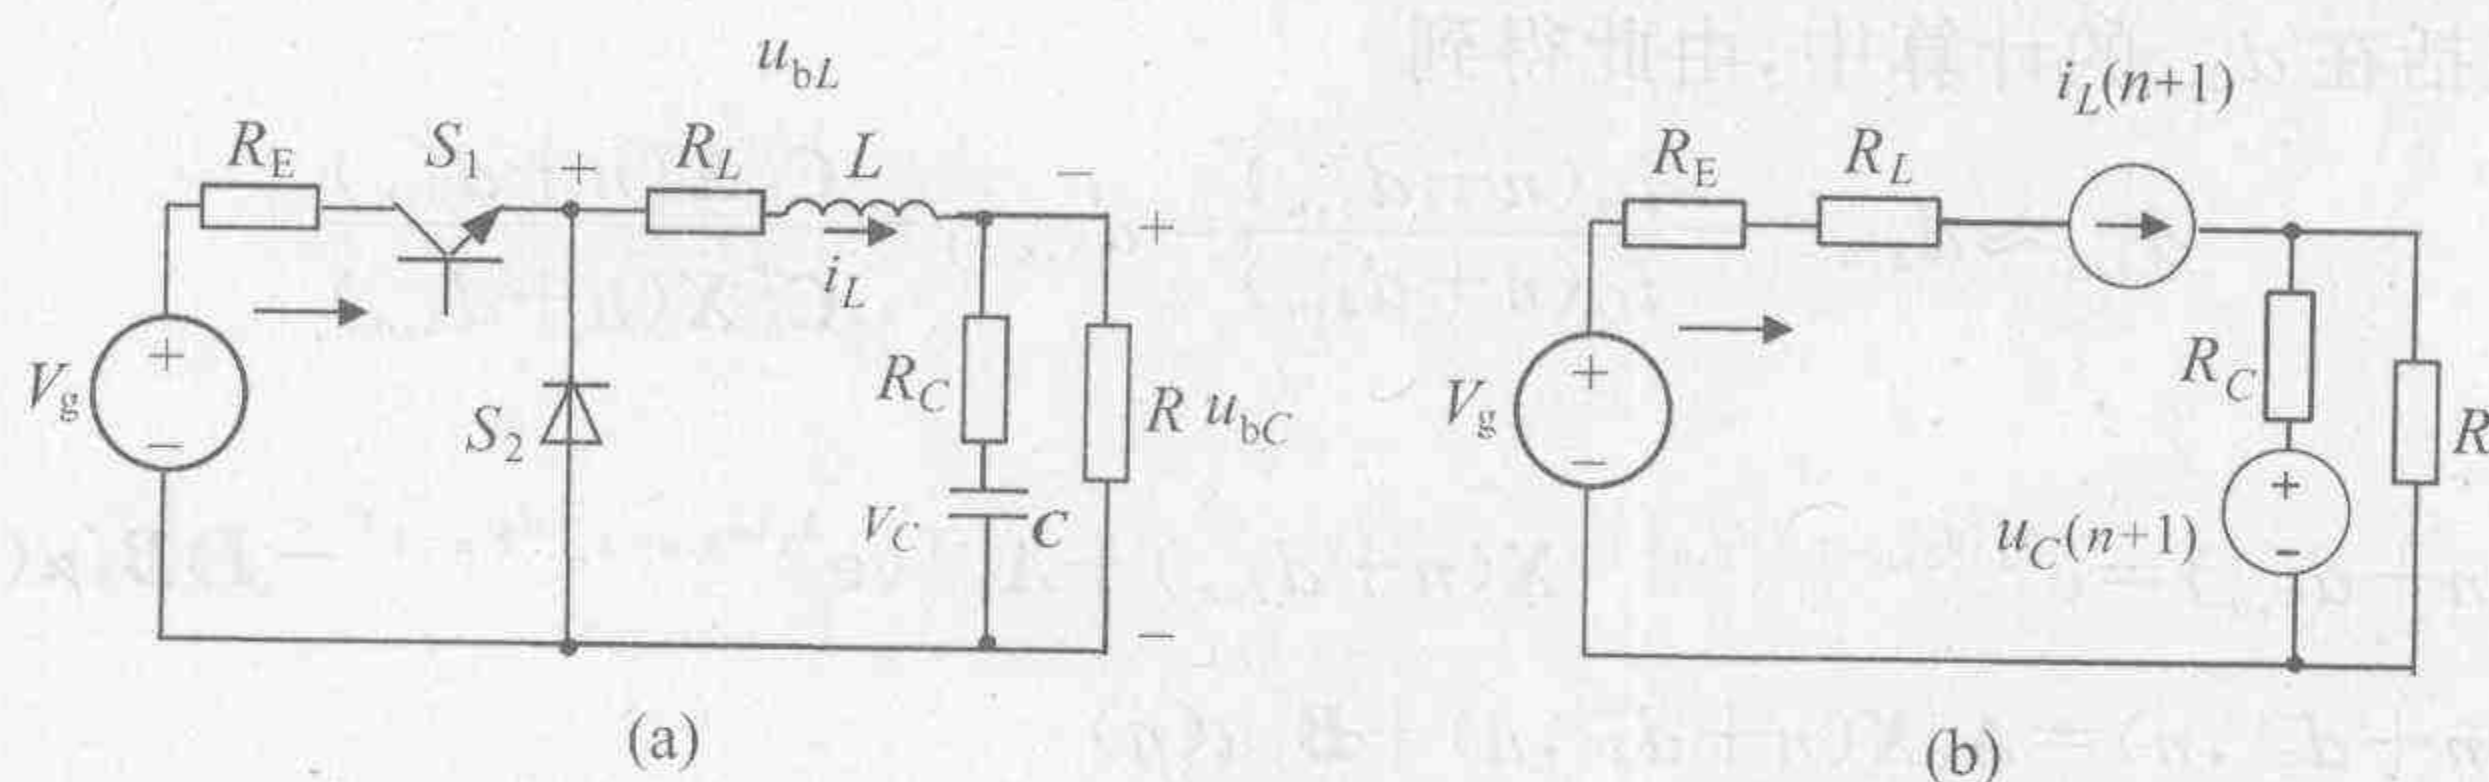 u_bL
R_E
S_1
+
R_L
L
−
i_L
+
V_g
+
−
S_2
R_C
V_C
C
R
u_bC
−
(a)
i_L(n+1)
R_E
R_L
V_g
+
−
R_C
R
u_C(n+1)
+
-
(b)